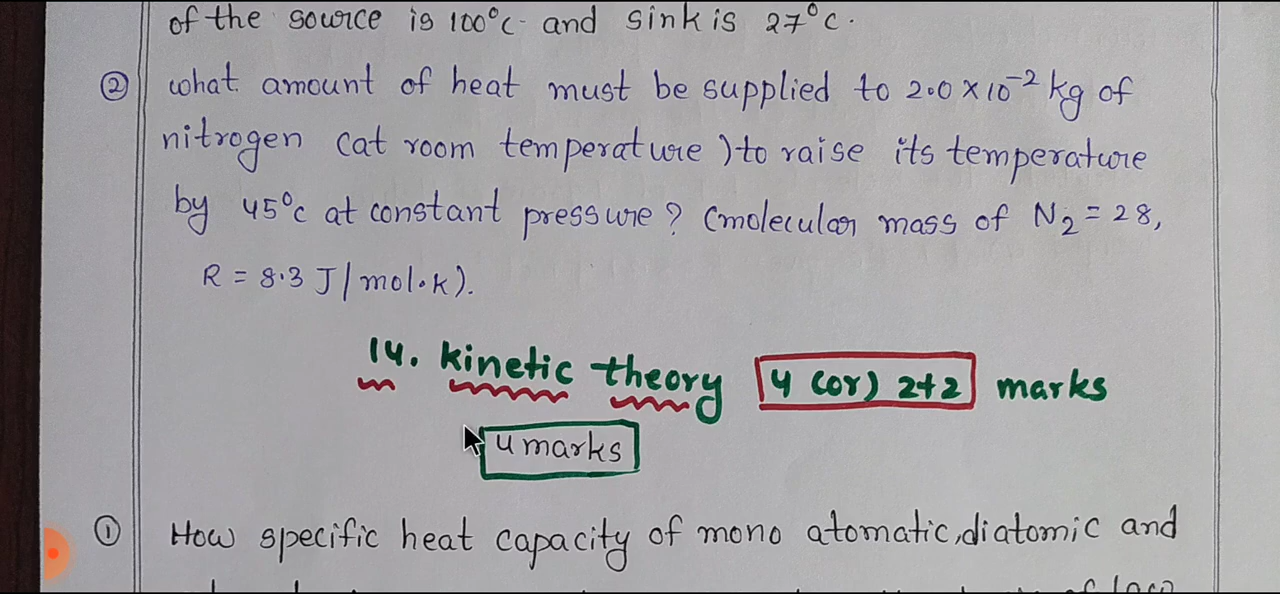 of the source is 100°c and sink is 27°c.
② what amount of heat must be supplied to 2.0 × 10⁻² kg of
nitrogen (at room temperature) to raise its temperature
by 45°c at constant pressure? (molecular mass of N₂ = 28,
R = 8.3 J/mol.k).
14. kinetic theory 4 (or) 2+2 marks
4 marks
① How specific heat capacity of mono atomatic, diatomic and